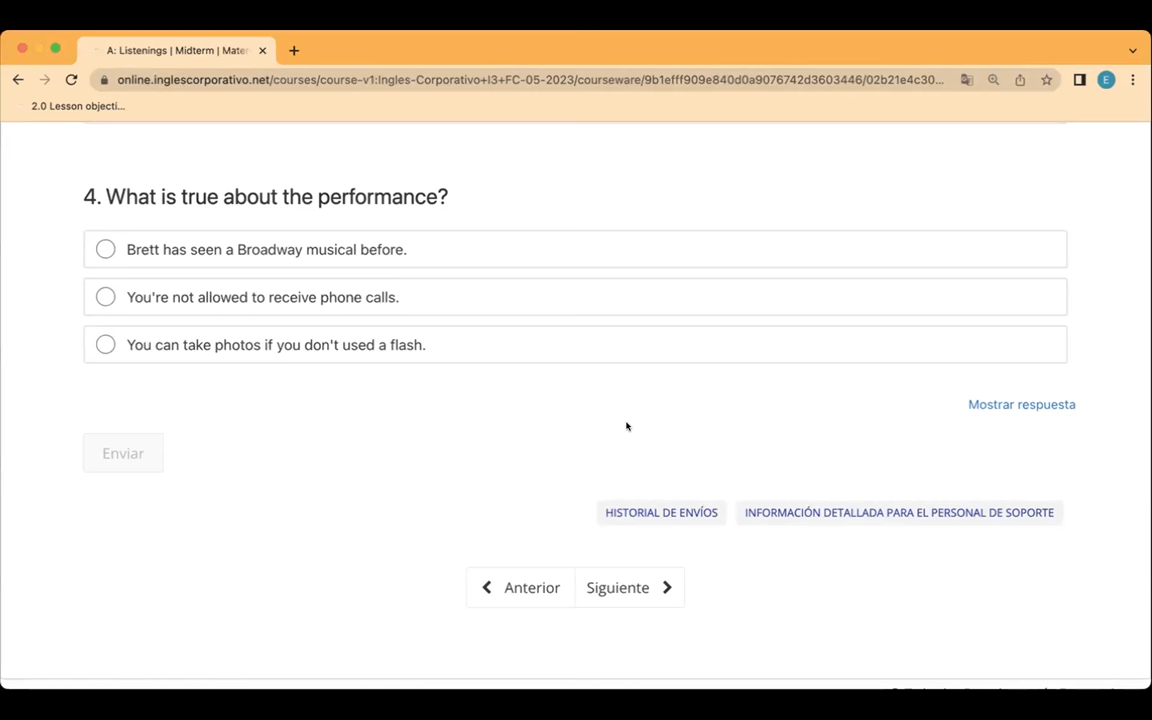 A: Listenings | Midterm | Mater
online.inglescorporativo.net/courses/course-v1:Ingles-Corporativo+I3+FC-05-2023/courseware/9b1efff909e840d0a9076742d3603446/02b21e4c30...
E
2.0 Lesson objecti...
4. What is true about the performance?
Brett has seen a Broadway musical before.
You're not allowed to receive phone calls.
You can take photos if you don't used a flash.
Mostrar respuesta
Enviar
HISTORIAL DE ENVÍOS
INFORMACIÓN DETALLADA PARA EL PERSONAL DE SOPORTE
Anterior
Siguiente